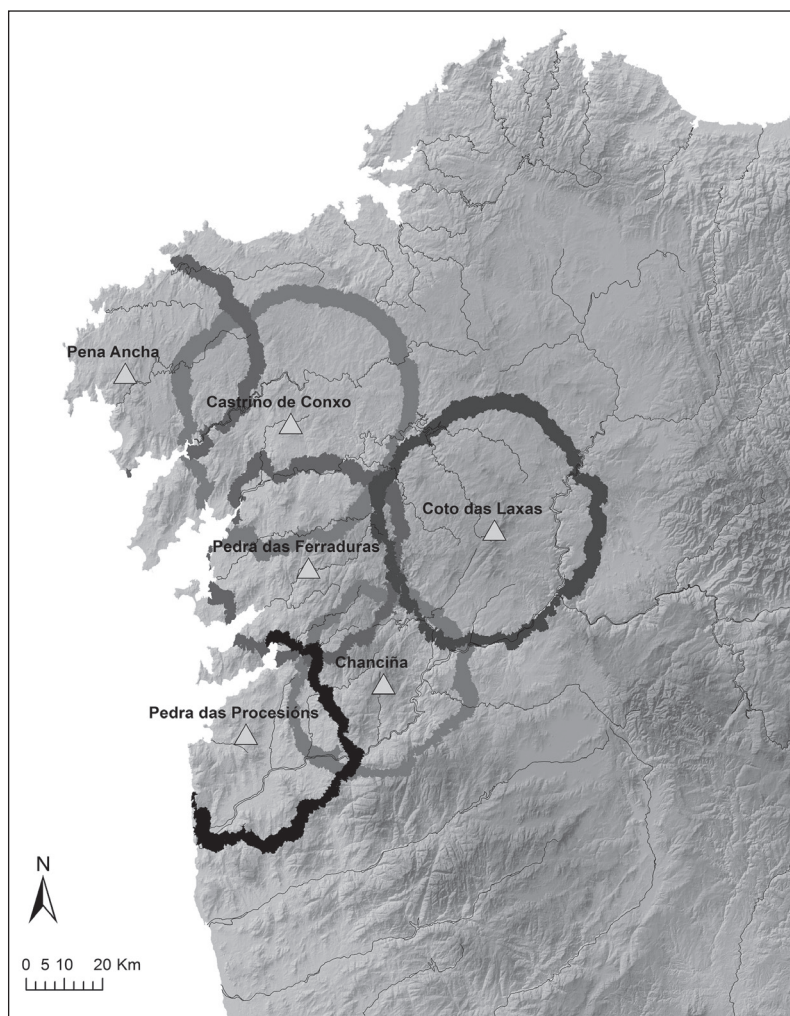 Pena Ancha
Castriño de Conxo
Coto das Laxas
Pedra das Ferraduras
Chanciña
Pedra das Procesións
N
0 5 10 20 Km